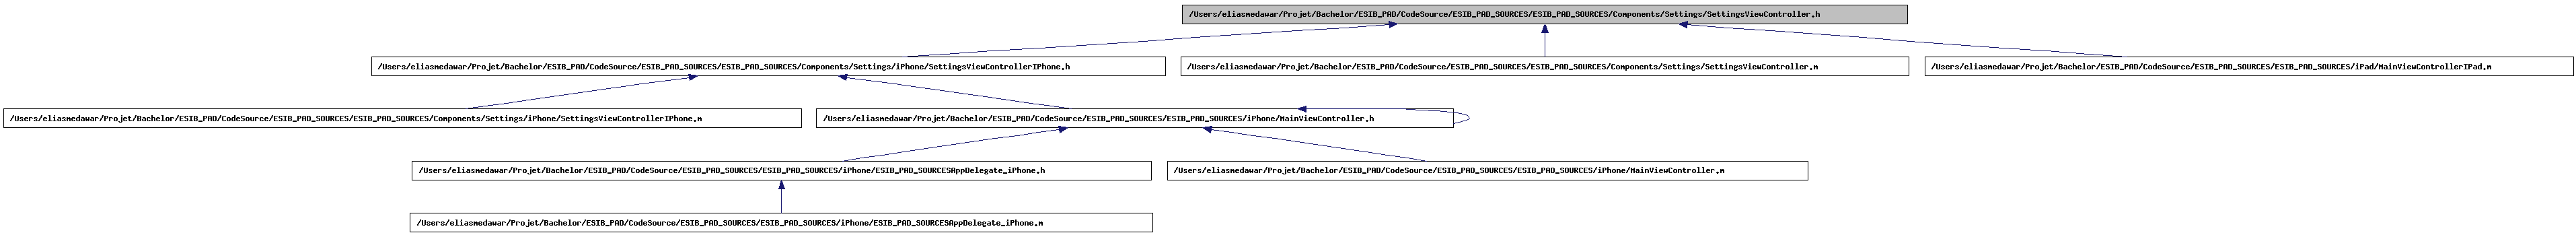 /Users/eliasmedawar/Projet/Bachelor/ESIB_PAD/CodeSource/ESIB_PAD_SOURCES/ESIB_PAD_SOURCES/Components/Settings/SettingsViewController.h
/Users/eliasmedawar/Projet/Bachelor/ESIB_PAD/CodeSource/ESIB_PAD_SOURCES/ESIB_PAD_SOURCES/Components/Settings/iPhone/SettingsViewControllerIPhone.h
/Users/eliasmedawar/Projet/Bachelor/ESIB_PAD/CodeSource/ESIB_PAD_SOURCES/ESIB_PAD_SOURCES/Components/Settings/SettingsViewController.m
/Users/eliasmedawar/Projet/Bachelor/ESIB_PAD/CodeSource/ESIB_PAD_SOURCES/ESIB_PAD_SOURCES/iPad/MainViewControllerIPad.m
/Users/eliasmedawar/Projet/Bachelor/ESIB_PAD/CodeSource/ESIB_PAD_SOURCES/ESIB_PAD_SOURCES/Components/Settings/iPhone/SettingsViewControllerIPhone.m
/Users/eliasmedawar/Projet/Bachelor/ESIB_PAD/CodeSource/ESIB_PAD_SOURCES/ESIB_PAD_SOURCES/iPhone/MainViewController.h
/Users/eliasmedawar/Projet/Bachelor/ESIB_PAD/CodeSource/ESIB_PAD_SOURCES/ESIB_PAD_SOURCES/iPhone/ESIB_PAD_SOURCESAppDelegate_iPhone.h
/Users/eliasmedawar/Projet/Bachelor/ESIB_PAD/CodeSource/ESIB_PAD_SOURCES/ESIB_PAD_SOURCES/iPhone/MainViewController.m
/Users/eliasmedawar/Projet/Bachelor/ESIB_PAD/CodeSource/ESIB_PAD_SOURCES/ESIB_PAD_SOURCES/iPhone/ESIB_PAD_SOURCESAppDelegate_iPhone.m